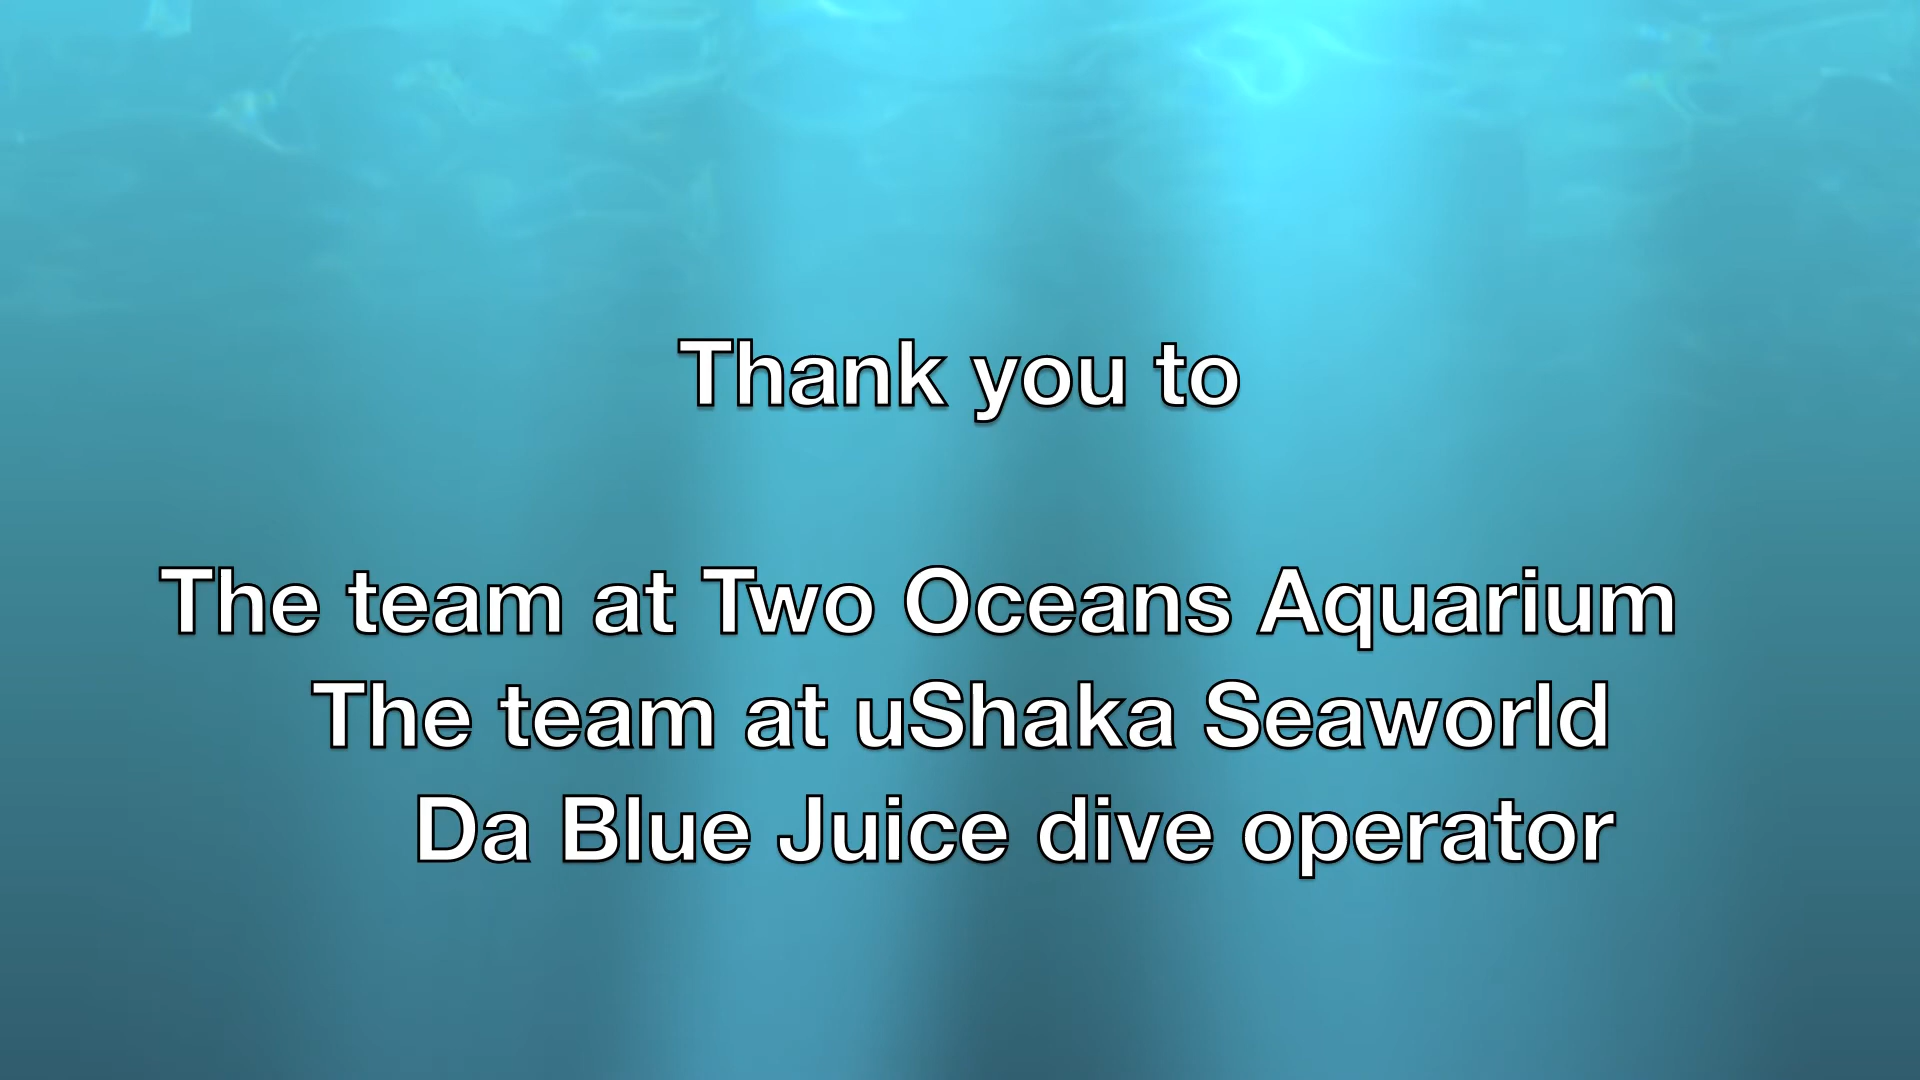 Thank you to
The team at Two Oceans Aquarium
The team at uShaka Seaworld
Da Blue Juice dive operator